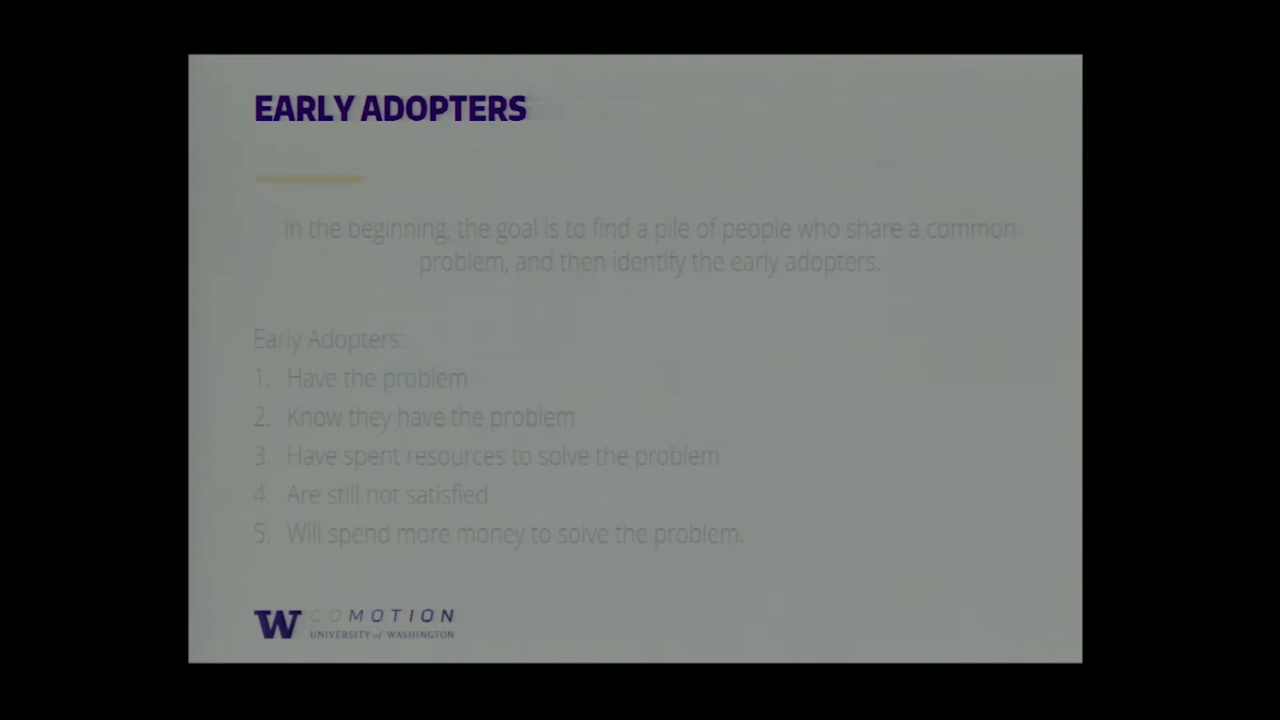 EARLY ADOPTERS
In the beginning, the goal is to find a pile of people who share a common
problem, and then identify the early adopters.
Early Adopters:
1. Have the problem
2. Know they have the problem
3. Have spent resources to solve the problem
4. Are still not satisfied
5. Will spend more money to solve the problem.
W COMOTION
UNIVERSITY of WASHINGTON